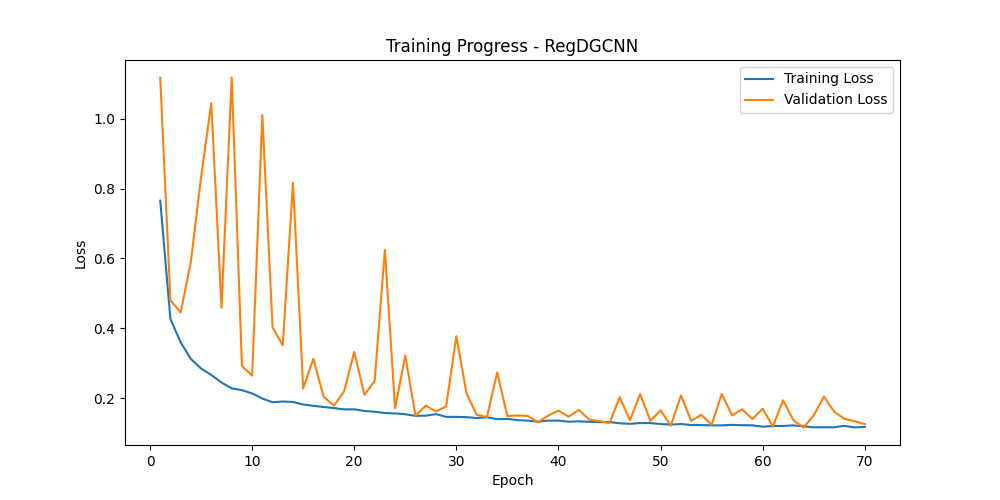 Training Progress - RegDGCNN
Training Loss
Validation Loss
1.0
0.8
0.6
0.4
0.2
Loss
0 10 20 30 40 50 60 70
Epoch